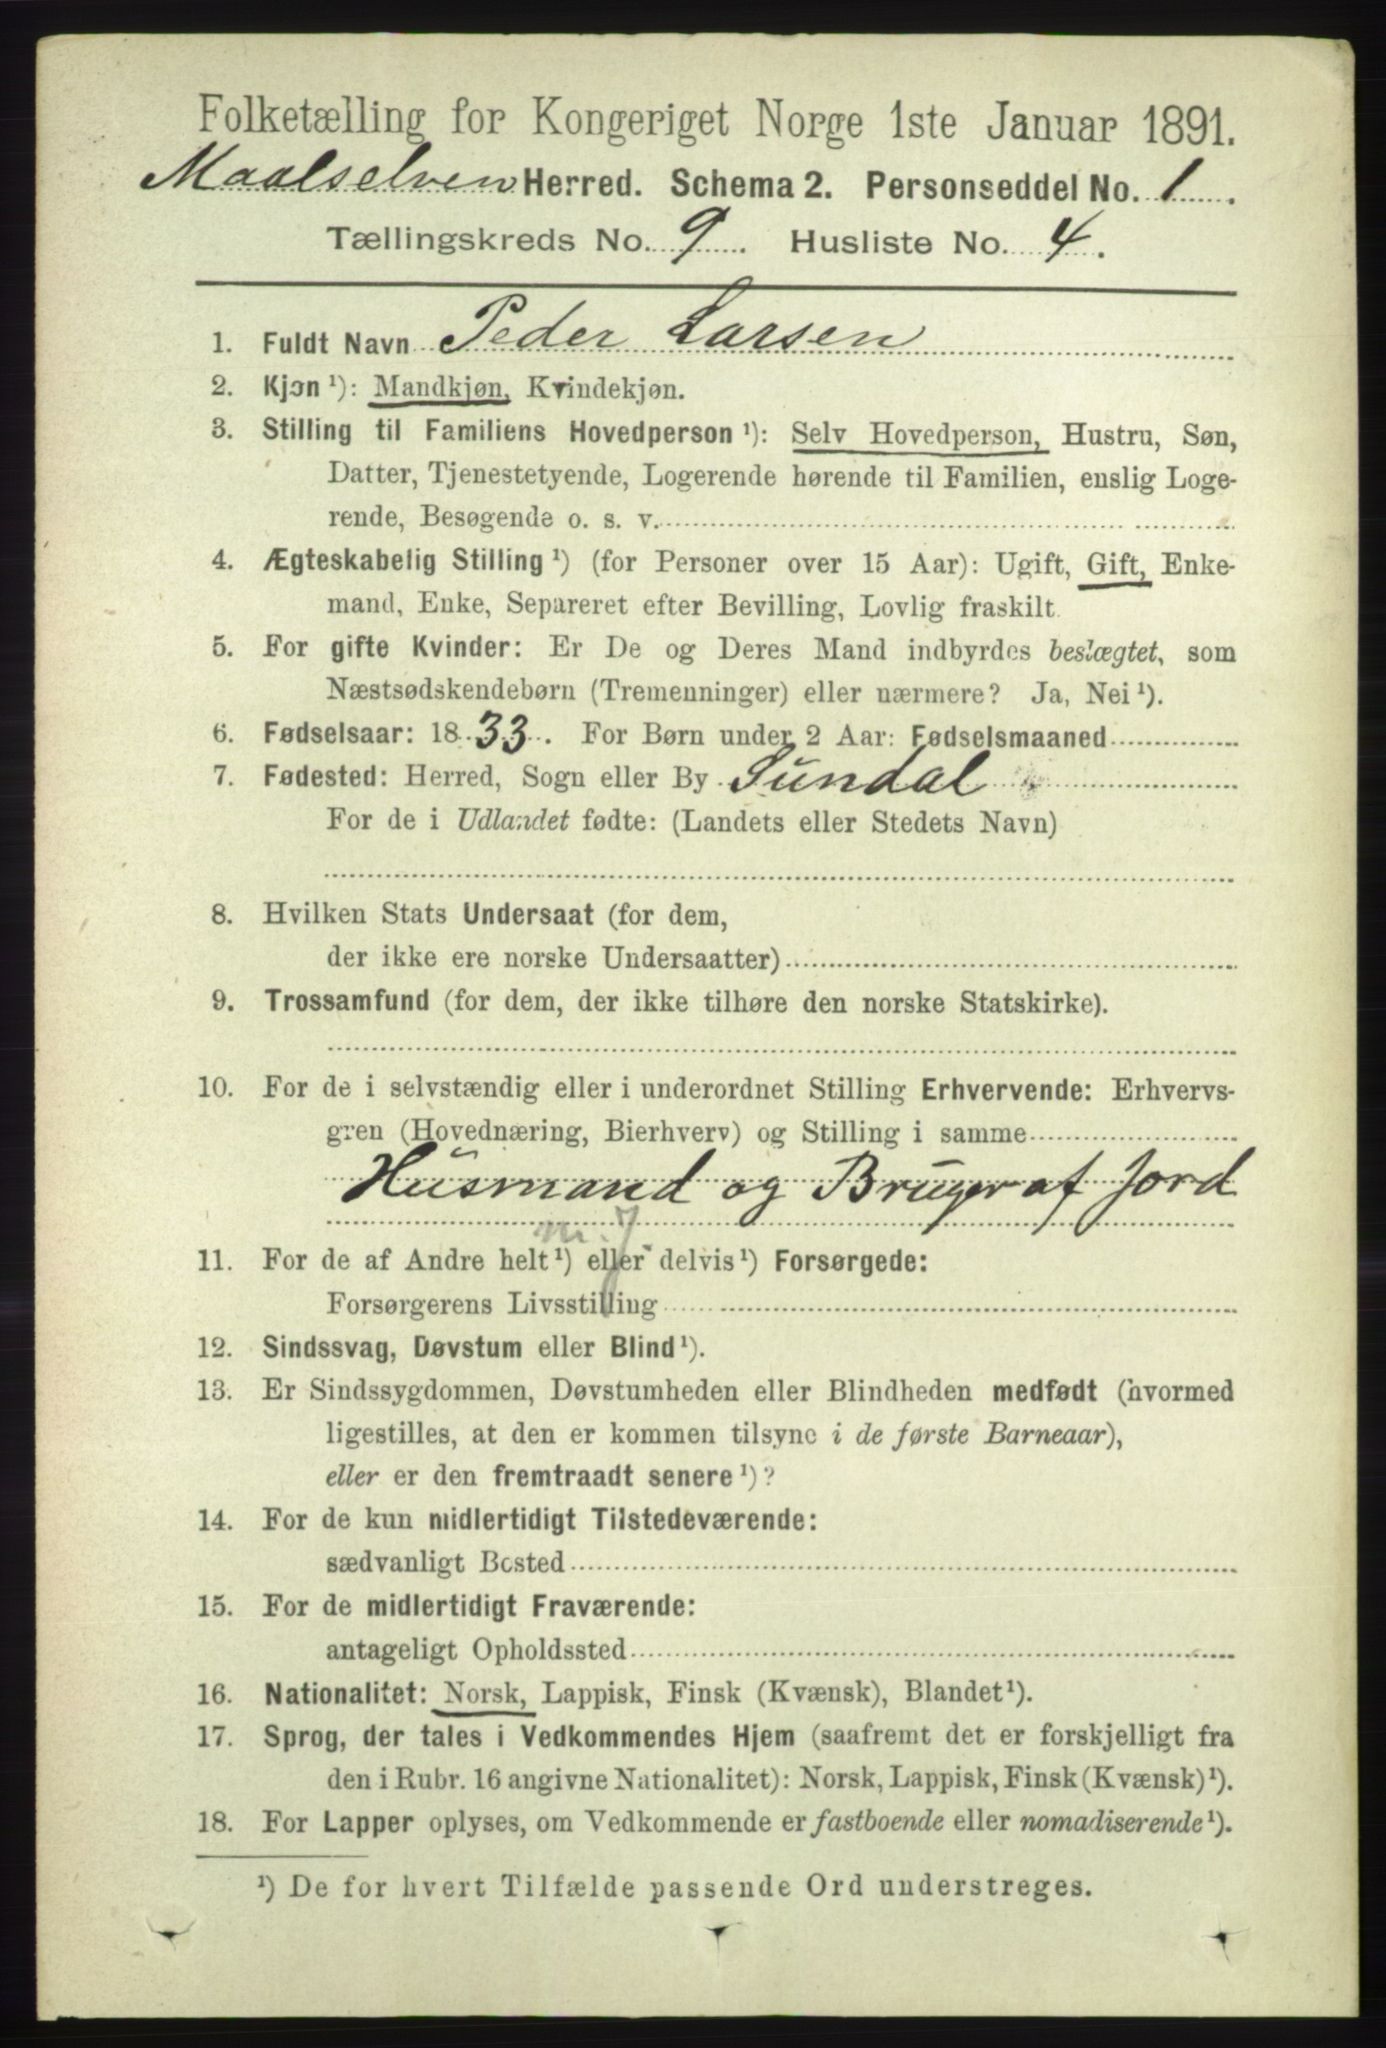 Folketælling for Kongeriget Norge 1ste Januar 1891.
Maalselven Herred. Schema 2. Personseddel No. 1.
Tællingskreds No. 9. Husliste No. 4.
1. Fuldt Navn Peder Larsen
2. Kjøn ¹): Mandkjøn, Kvindekjøn.
3. Stilling til Familiens Hovedperson ¹): Selv Hovedperson, Hustru, Søn,
Datter, Tjenestetyende, Logerende hørende til Familien, enslig Loge-
rende, Besøgende o. s. v.
4. Ægteskabelig Stilling ¹) (for Personer over 15 Aar): Ugift, Gift, Enke-
mand, Enke, Separeret efter Bevilling, Lovlig fraskilt.
5. For gifte Kvinder: Er De og Deres Mand indbyrdes beslægtet, som
Næstsødskendebørn (Tremenninger) eller nærmere? Ja, Nei ¹).
6. Fødselsaar: 1833. For Børn under 2 Aar: Fødselsmaaned
7. Fødested: Herred, Sogn eller By Sundal
For de i Udlandet fødte: (Landets eller Stedets Navn)
8. Hvilken Stats Undersaat (for dem,
der ikke ere norske Undersaatter)
9. Trossamfund (for dem, der ikke tilhøre den norske Statskirke).
10. For de i selvstændig eller i underordnet Stilling Erhvervende: Erhvervs-
gren (Hovednæring, Bierhverv) og Stilling i samme
Husmand og Bruger af Jord
m. J
11. For de af Andre helt ¹) eller delvis ¹) Forsørgede:
Forsørgerens Livsstilling
12. Sindssvag, Døvstum eller Blind ¹).
13. Er Sindssygdommen, Døvstumheden eller Blindheden medfødt (hvormed
ligestilles, at den er kommen tilsyne i de første Barneaar),
eller er den fremtraadt senere ¹)?
14. For de kun midlertidigt Tilstedeværende:
sædvanligt Bosted
15. For de midlertidigt Fraværende:
antageligt Opholdssted
16. Nationalitet: Norsk, Lappisk, Finsk (Kvænsk), Blandet ¹).
17. Sprog, der tales i Vedkommendes Hjem (saafremt det er forskjelligt fra
den i Rubr. 16 angivne Nationalitet): Norsk, Lappisk, Finsk (Kvænsk) ¹).
18. For Lapper oplyses, om Vedkommende er fastboende eller nomadiserende ¹).
¹) De for hvert Tilfælde passende Ord understreges.